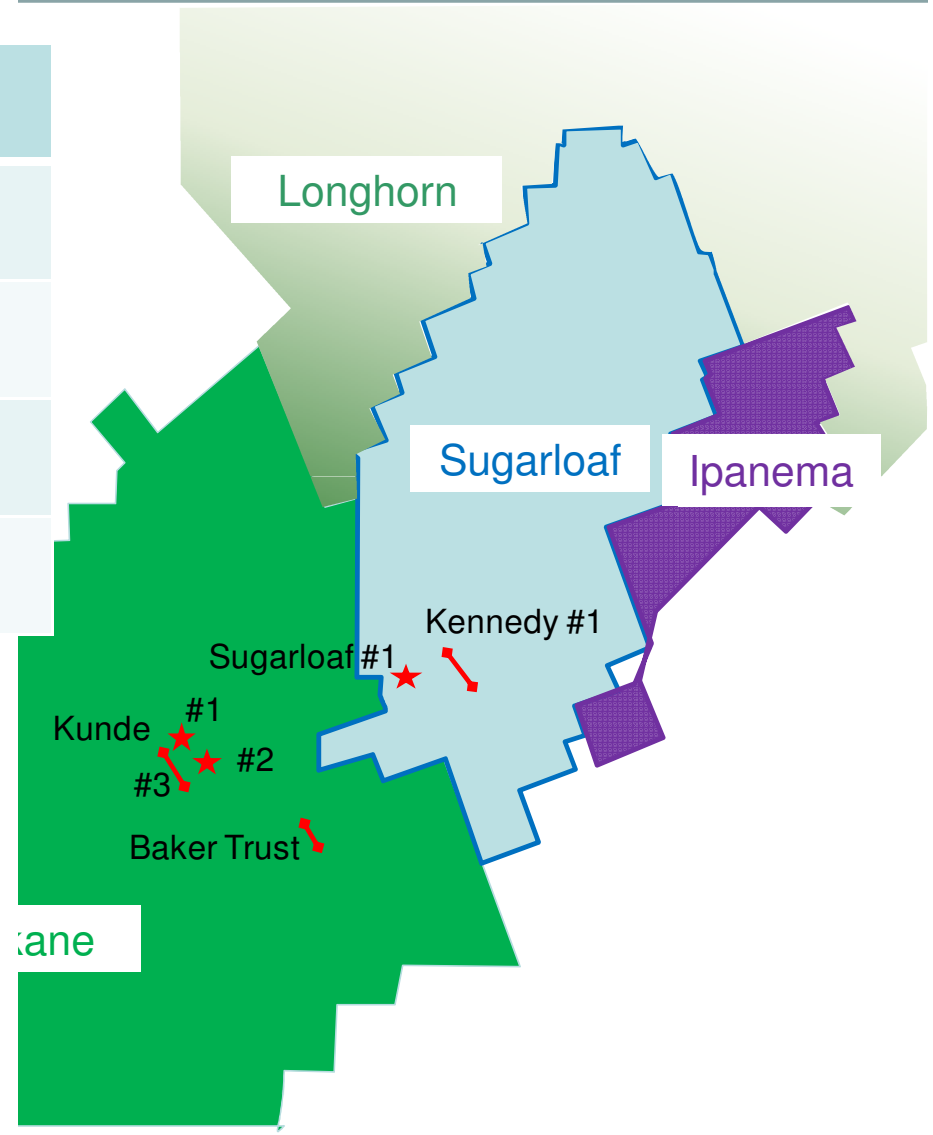 Longhorn
Sugarloaf
Ipanema
Kennedy #1
Sugarloaf #1
#1
Kunde
#2
#3
Baker Trust
kane